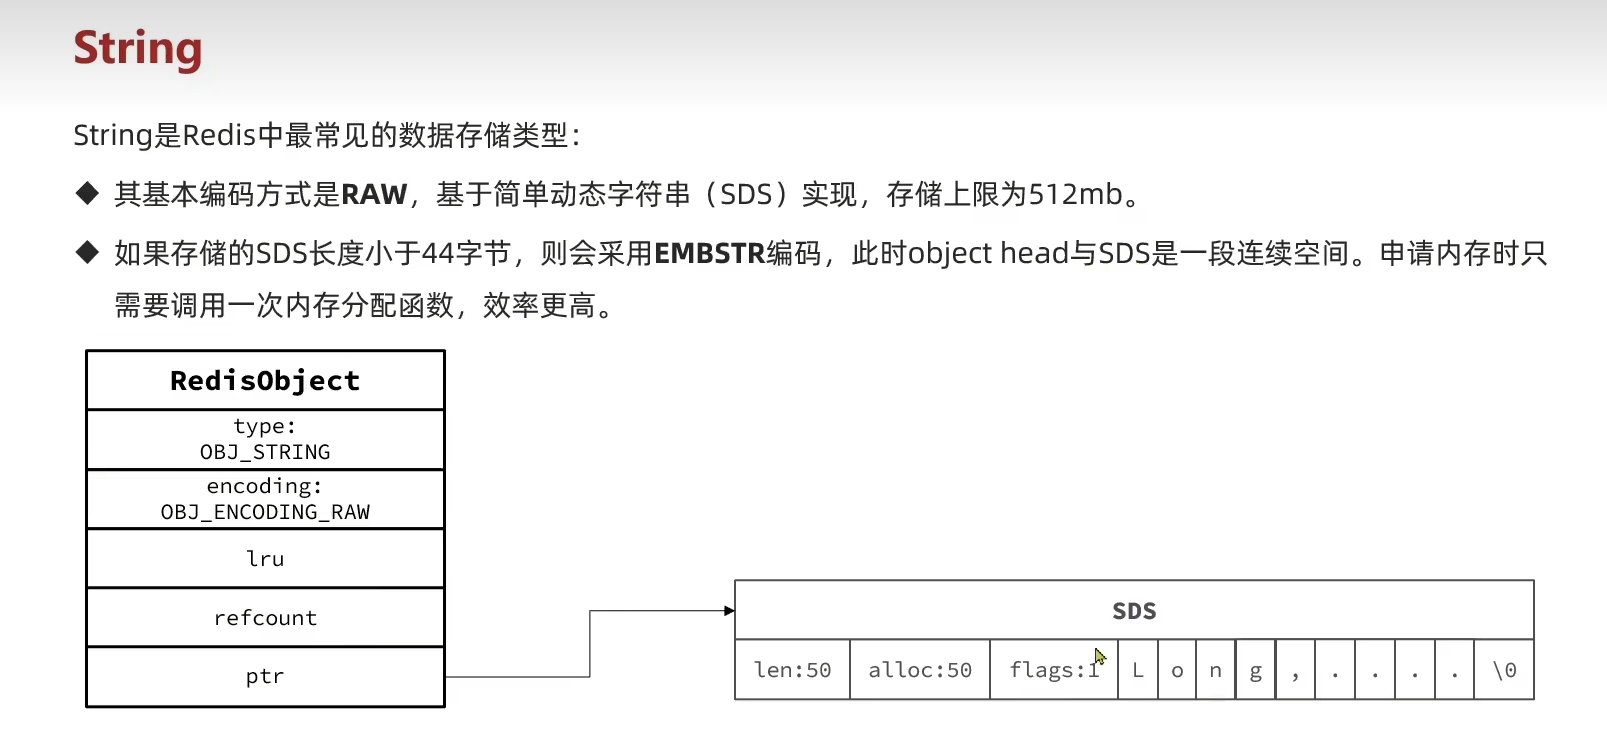 String
String是Redis中最常见的数据存储类型：
◆ 其基本编码方式是RAW，基于简单动态字符串（SDS）实现，存储上限为512mb。
◆ 如果存储的SDS长度小于44字节，则会采用EMBSTR编码，此时object head与SDS是一段连续空间。申请内存时只
需要调用一次内存分配函数，效率更高。
RedisObject
type:
OBJ_STRING
encoding:
OBJ_ENCODING_RAW
lru
refcount
ptr
SDS
len:50 alloc:50 flags:1 L o n g , . . . . \0